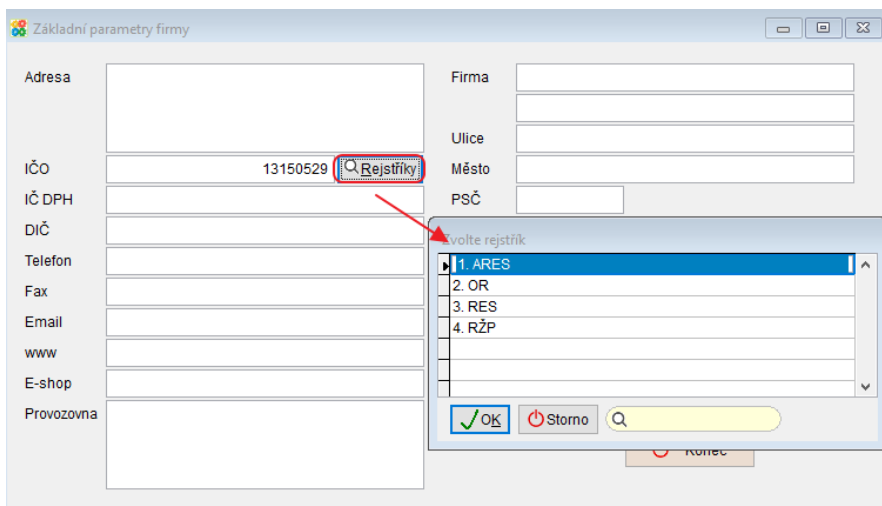 Základní parametry firmy
Adresa
Firma
Ulice
IČO 13150529 Rejstříky
Město
IČ DPH
PSČ
DIČ
Telefon
Fax
Email
www
E-shop
Provozovna
Zvolte rejstřík
1. ARES
2. OR
3. RES
4. RŽP
OK Storno
Konec